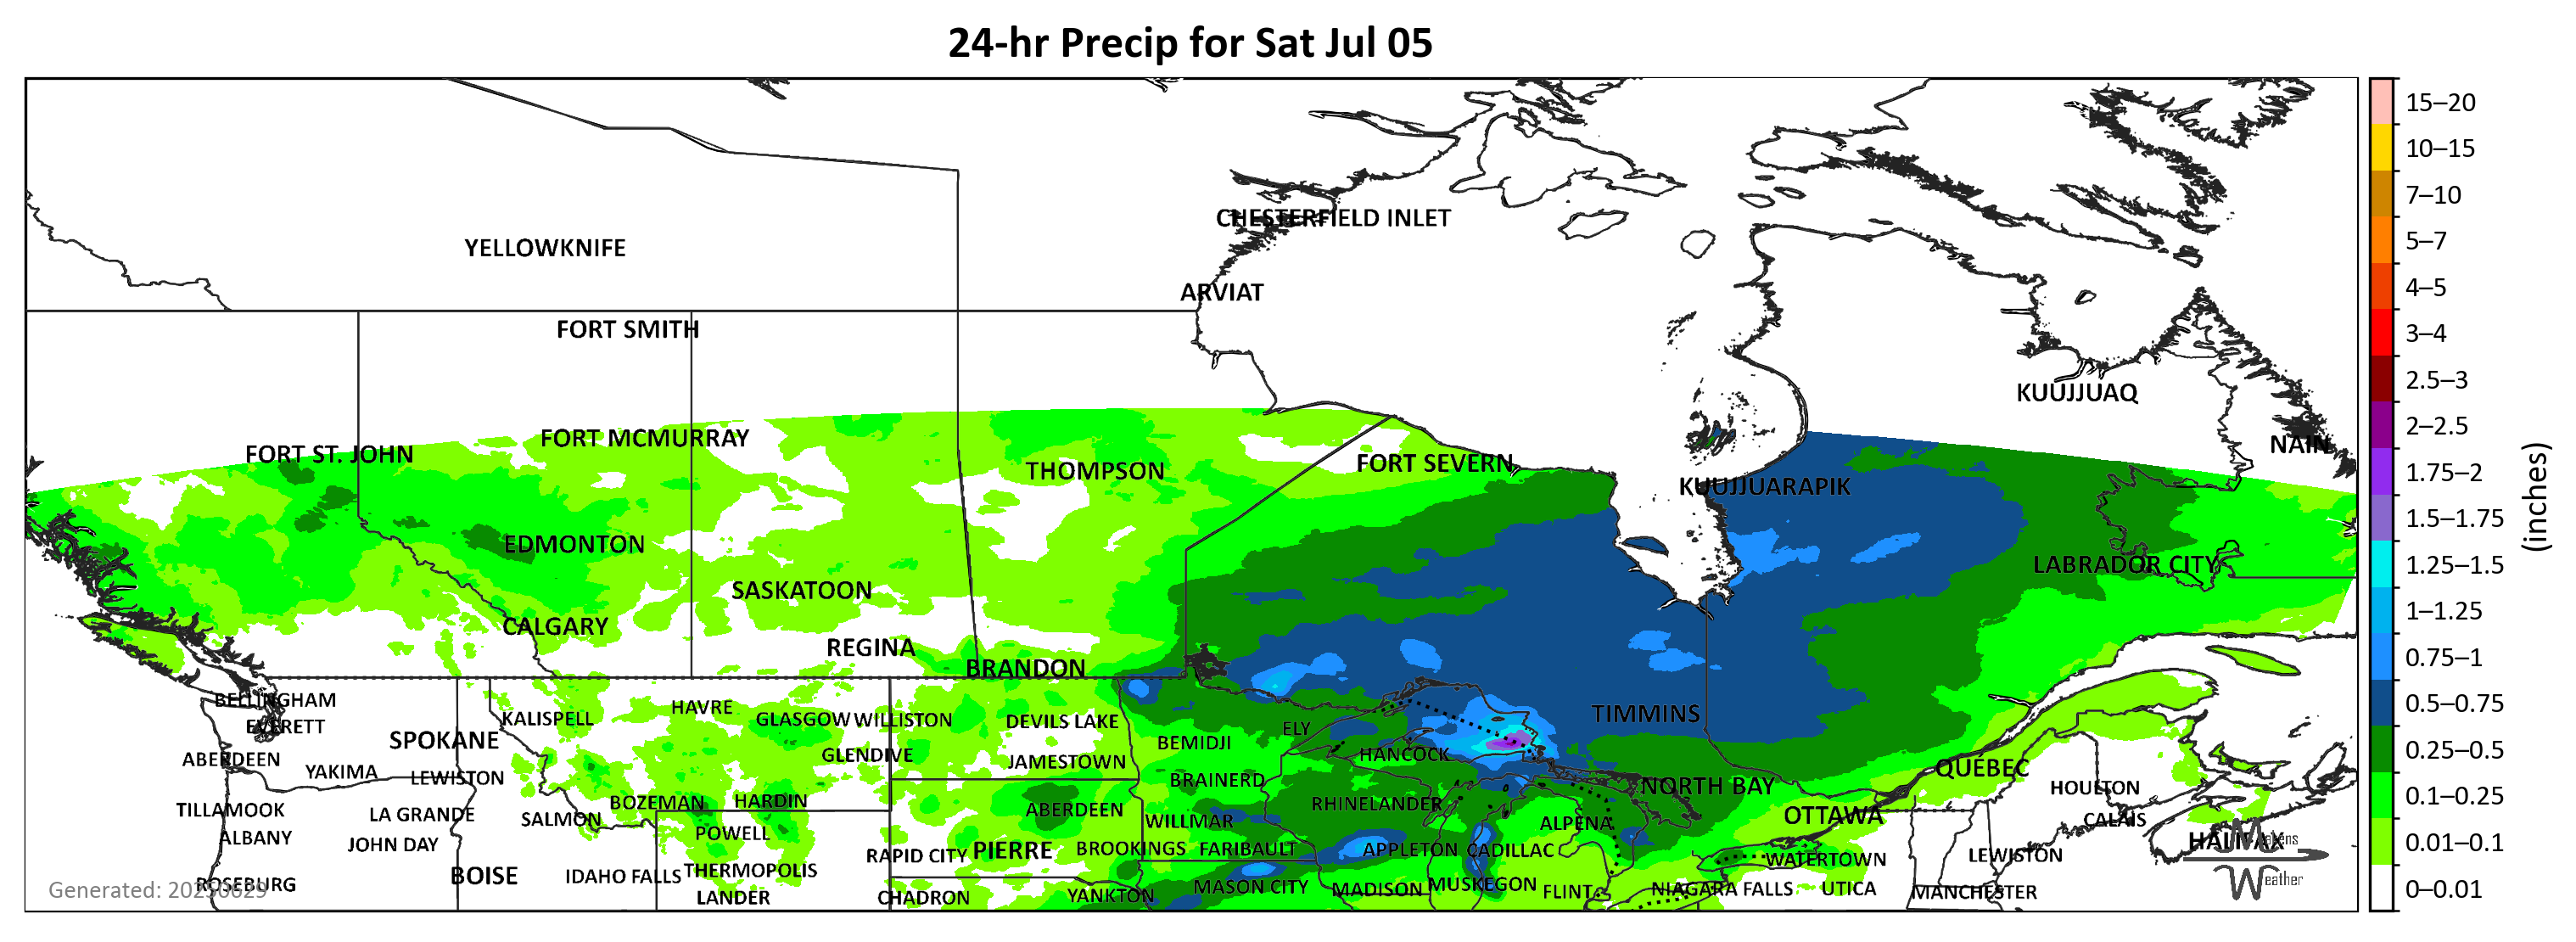 24-hr Precip for Sat Jul 05
15–20
10–15
7–10
5–7
4–5
3–4
2.5–3
2–2.5
1.75–2
1.5–1.75
1.25–1.5
1–1.25
0.75–1
0.5–0.75
0.25–0.5
0.1–0.25
0.01–0.1
0–0.01
(inches)
CHESTERFIELD INLET
YELLOWKNIFE
ARVIAT
FORT SMITH
KUUJJUAQ
FORT MCMURRAY
NAIN
FORT ST. JOHN
FORT SEVERN
THOMPSON
KUUJJUARAPIK
EDMONTON
LABRADOR CITY
SASKATOON
CALGARY
REGINA
BRANDON
BELLINGHAM
HAVRE
TIMMINS
KALISPELL
GLASGOW WILLISTON
DEVILS LAKE
EVERETT
ELY
SPOKANE
BEMIDJI
GLENDIVE
HANCOCK
ABERDEEN
JAMESTOWN
QUÉBEC
YAKIMA
LEWISTON
BRAINERD
NORTH BAY
HOULTON
BOZEMAN
HARDIN
RHINELANDER
TILLAMOOK
LA GRANDE
ABERDEEN
OTTAWA
SALMON
WILLMAR
ALPENA
CALAIS
ALBANY
POWELL
JOHN DAY
HALIFAX
Makens
Weather
RAPID CITY
PIERRE
BROOKINGS
FARIBAULT
APPLETON
CADILLAC
LEWISTON
WATERTOWN
BOISE
IDAHO FALLS
THERMOPOLIS
ROSEBURG
MASON CITY
MADISON
MUSKEGON
FLINT
NIAGARA FALLS
UTICA
MANCHESTER
LANDER
CHADRON
YANKTON
Generated: 20250629